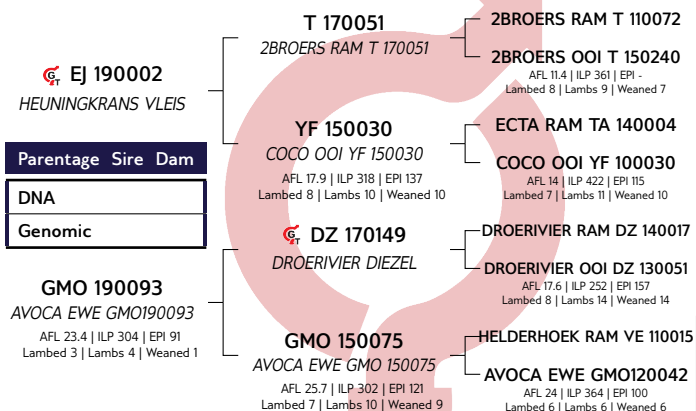 EJ 190002
HEUNINGKRANS VLEIS
Parentage Sire Dam
DNA
Genomic
GMO 190093
AVOCA EWE GMO190093
AFL 23.4 | ILP 304 | EPI 91
Lambed 3 | Lambs 4 | Weaned 1
T 170051
2BROERS RAM T 170051
YF 150030
COCO OOI YF 150030
AFL 17.9 | ILP 318 | EPI 137
Lambed 8 | Lambs 10 | Weaned 10
DZ 170149
DROERIVIER DIEZEL
GMO 150075
AVOCA EWE GMO 150075
AFL 25.7 | ILP 302 | EPI 121
Lambed 7 | Lambs 10 | Weaned 9
2BROERS RAM T 110072
2BROERS OOI T 150240
AFL 11.4 | ILP 361 | EPI -
Lambed 8 | Lambs 9 | Weaned 7
ECTA RAM TA 140004
COCO OOI YF 100030
AFL 14 | ILP 422 | EPI 115
Lambed 7 | Lambs 11 | Weaned 10
DROERIVIER RAM DZ 140017
DROERIVIER OOI DZ 130051
AFL 17.6 | ILP 252 | EPI 157
Lambed 8 | Lambs 14 | Weaned 14
HELDERHOEK RAM VE 110015
AVOCA EWE GMO120042
AFL 24 | ILP 364 | EPI 100
Lambed 6 | Lambs 6 | Weaned 6